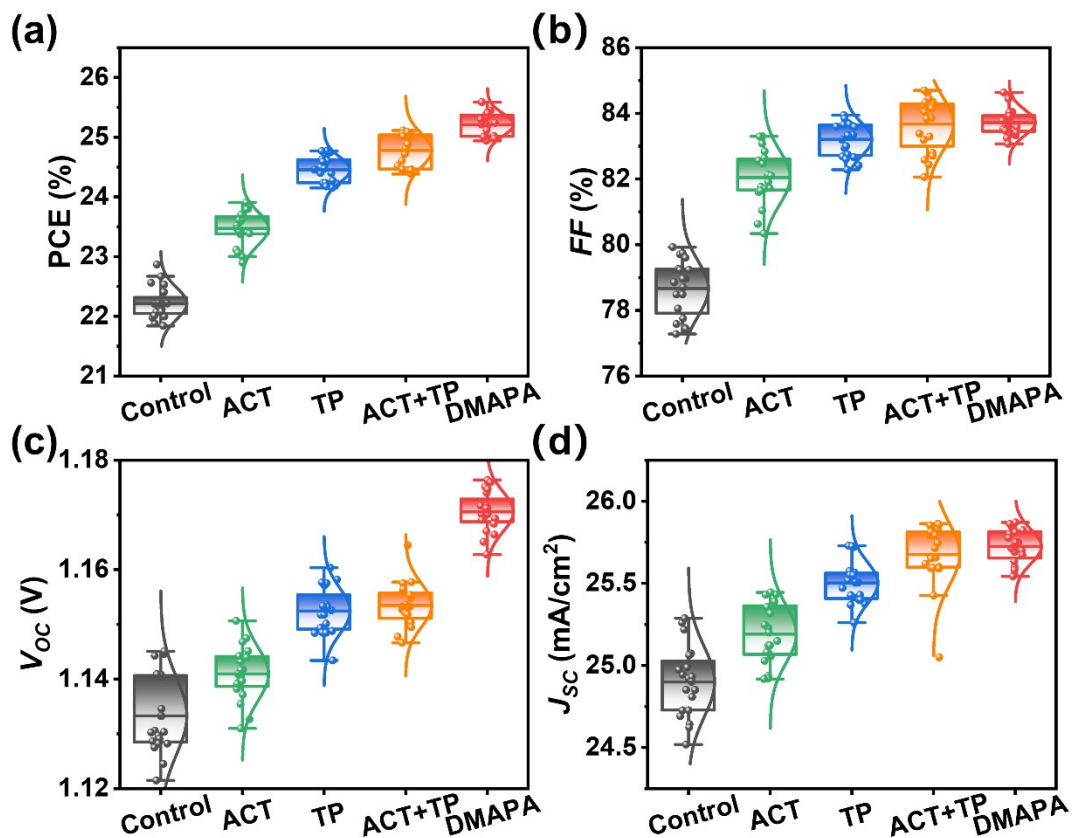 (a)
PCE (%)
26
25
24
23
22
21
Control
ACT
TP
ACT+TP
DMAPA
(b)
FF (%)
86
84
82
80
78
76
Control
ACT
TP
ACT+TP
DMAPA
(c)
VOC (V)
1.18
1.16
1.14
1.12
Control
ACT
TP
ACT+TP
DMAPA
(d)
JSC (mA/cm²)
26.0
25.5
25.0
24.5
Control
ACT
TP
ACT+TP
DMAPA